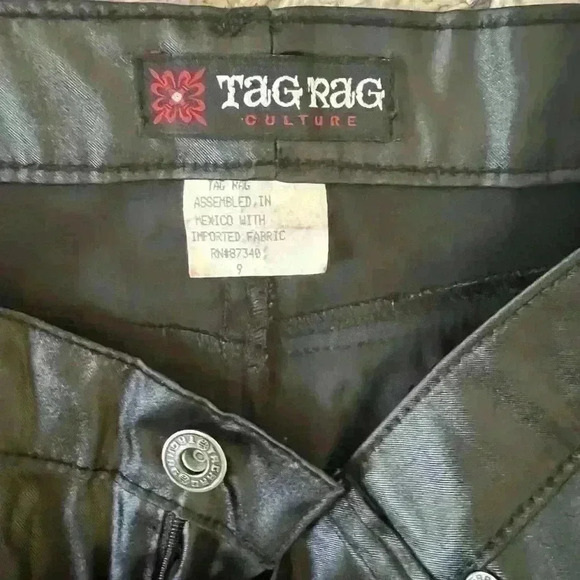 TAG RAG
CULTURE
TAG RAG
ASSEMBLED IN
MEXICO WITH
IMPORTED FABRIC
RN#87340
9